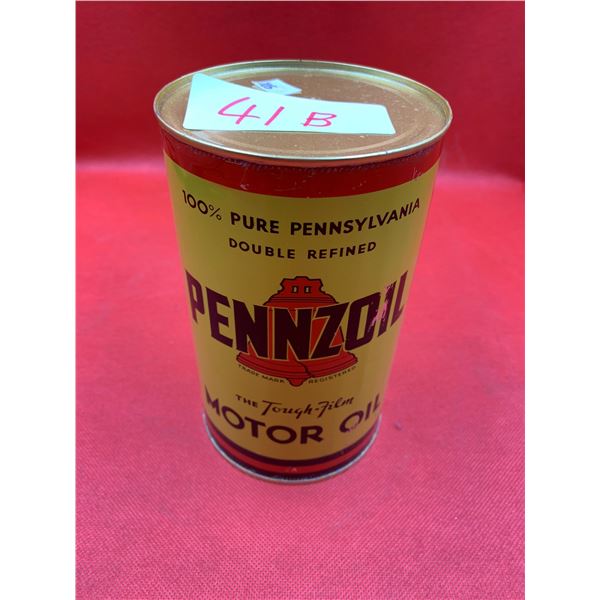 41 B
100% PURE PENNSYLVANIA
DOUBLE REFINED
PENNZOIL
TRADE MARK REGISTERED
THE Tough-Film
MOTOR OIL